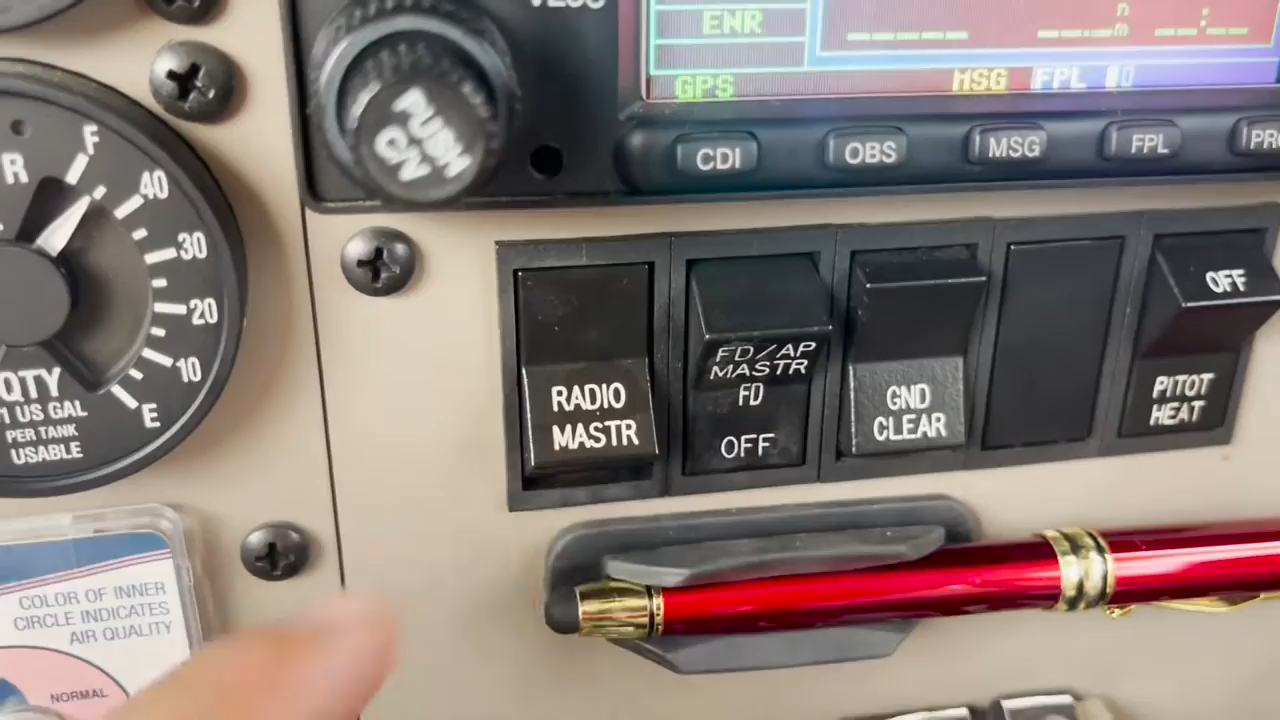 ENR
GPS
MSG FPL
PUSH
C/V
CDI
OBS
MSG
FPL
R
F
40
30
20
10
E
QTY
US GAL
PER TANK
USABLE
RADIO
MASTR
FD/AP
MASTR
FD
OFF
GND
CLEAR
OFF
PITOT
HEAT
COLOR OF INNER
CIRCLE INDICATES
AIR QUALITY
NORMAL